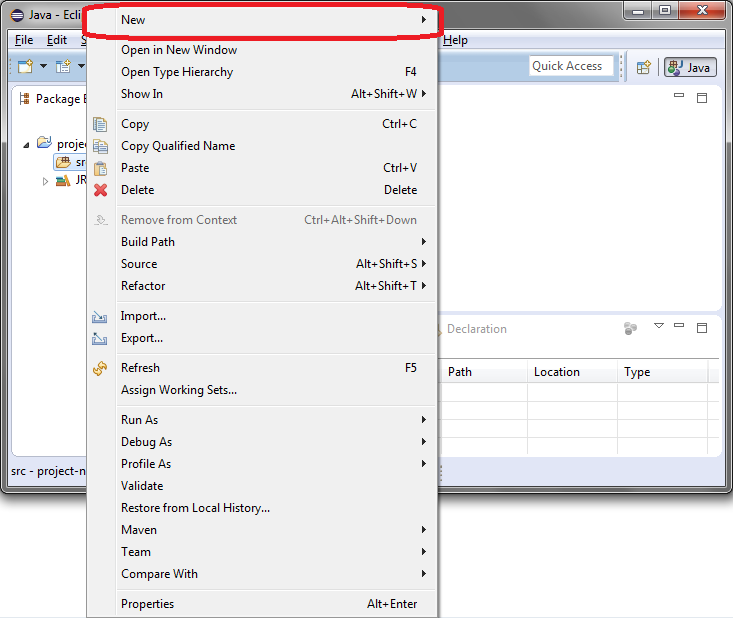 Java - Ecli
File Edit S
Help
Quick Access
Java
Package E
proje
src
JR
New
Open in New Window
Open Type Hierarchy F4
Show In Alt+Shift+W
Copy Ctrl+C
Copy Qualified Name
Paste Ctrl+V
Delete Delete
Remove from Context Ctrl+Alt+Shift+Down
Build Path
Source Alt+Shift+S
Refactor Alt+Shift+T
Import...
Export...
Refresh F5
Assign Working Sets...
Run As
Debug As
Profile As
Validate
Restore from Local History...
Maven
Team
Compare With
Properties Alt+Enter
Declaration
Path Location Type
src - project-n